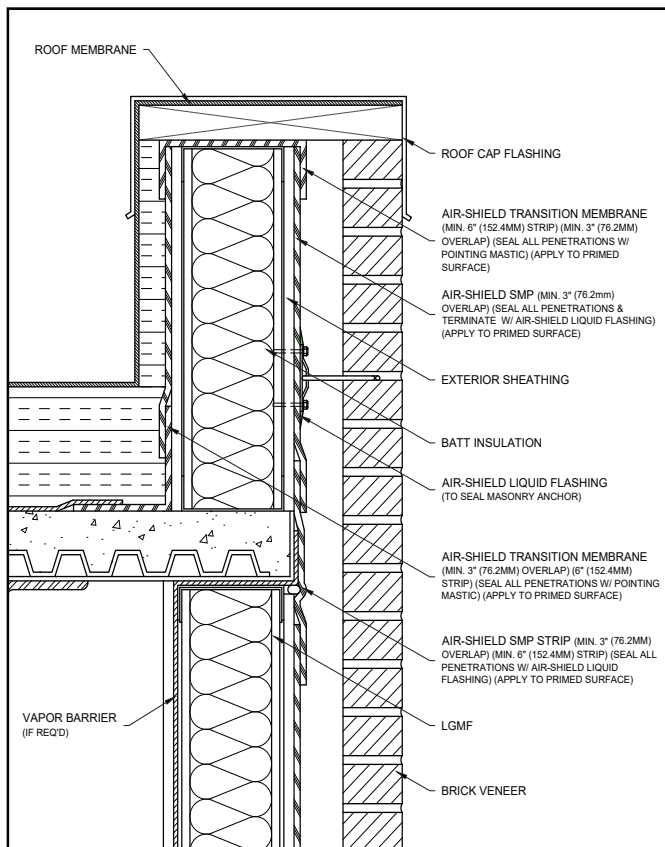 ROOF MEMBRANE
ROOF CAP FLASHING
AIR-SHIELD TRANSITION MEMBRANE
(MIN. 6" (152.4MM) STRIP) (MIN. 3" (76.2MM)
OVERLAP) (SEAL ALL PENETRATIONS W/
POINTING MASTIC) (APPLY TO PRIMED
SURFACE)
AIR-SHIELD SMP (MIN. 3" (76.2mm)
OVERLAP) (SEAL ALL PENETRATIONS &
TERMINATE W/ AIR-SHIELD LIQUID FLASHING)
(APPLY TO PRIMED SURFACE)
EXTERIOR SHEATHING
BATT INSULATION
AIR-SHIELD LIQUID FLASHING
(TO SEAL MASONRY ANCHOR)
AIR-SHIELD TRANSITION MEMBRANE
(MIN. 3" (76.2MM) OVERLAP) (6" (152.4MM)
STRIP) (SEAL ALL PENETRATIONS W/ POINTING
MASTIC) (APPLY TO PRIMED SURFACE)
AIR-SHIELD SMP STRIP (MIN. 3" (76.2MM)
OVERLAP) (MIN. 6" (152.4MM) STRIP) (SEAL ALL
PENETRATIONS W/ AIR-SHIELD LIQUID
FLASHING) (APPLY TO PRIMED SURFACE)
VAPOR BARRIER
(IF REQ'D)
LGMF
BRICK VENEER